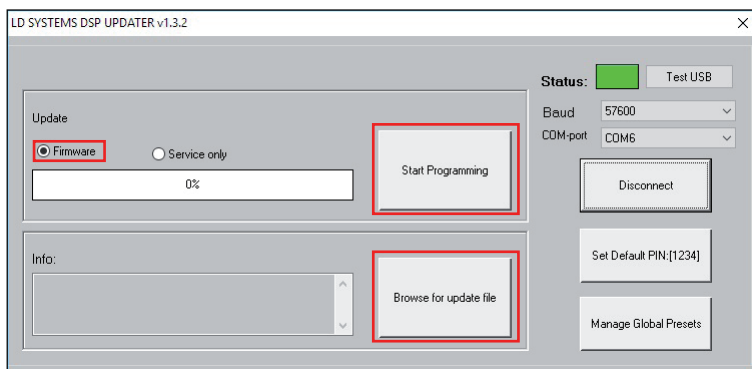 LD SYSTEMS DSP UPDATER v1.3.2
Status:
Test USB
Update
Baud
57600
Firmware
Service only
COM-port
COM6
Start Programming
0%
Disconnect
Info:
Set Default PIN:[1234]
Browse for update file
Manage Global Presets